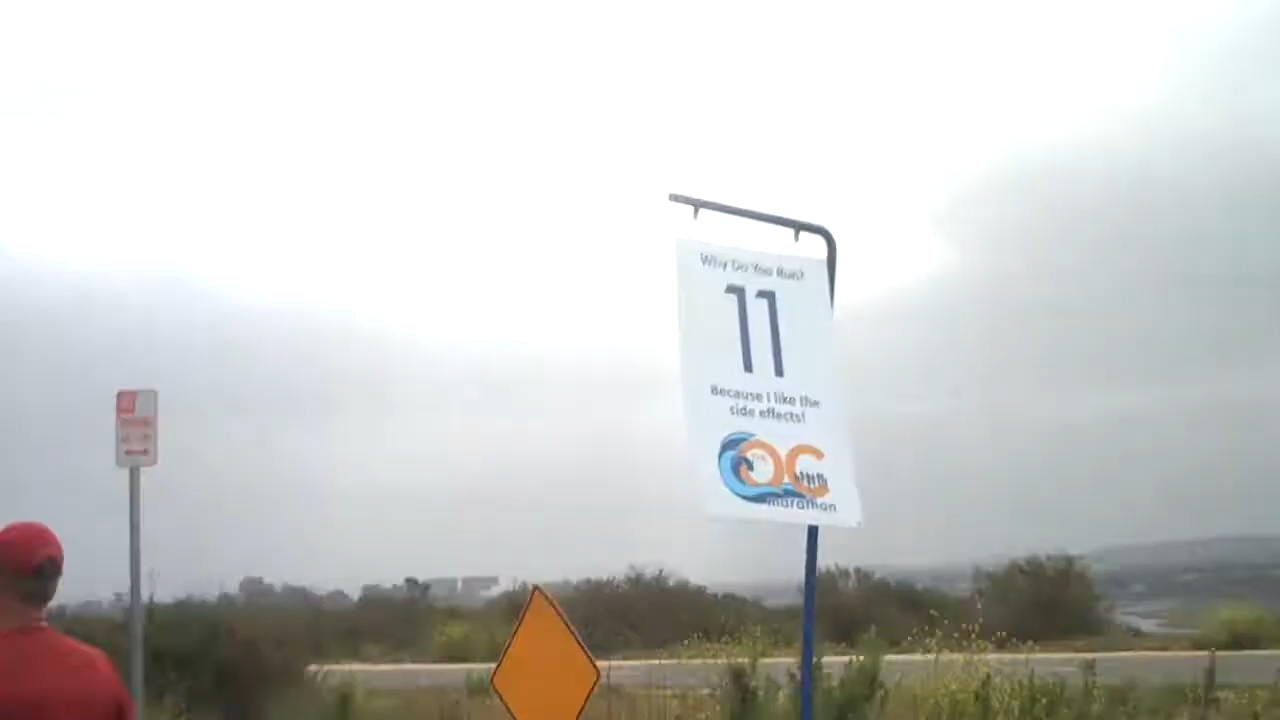 Why Do You Run?
11
Because I like the
side effects!
OC
marathon